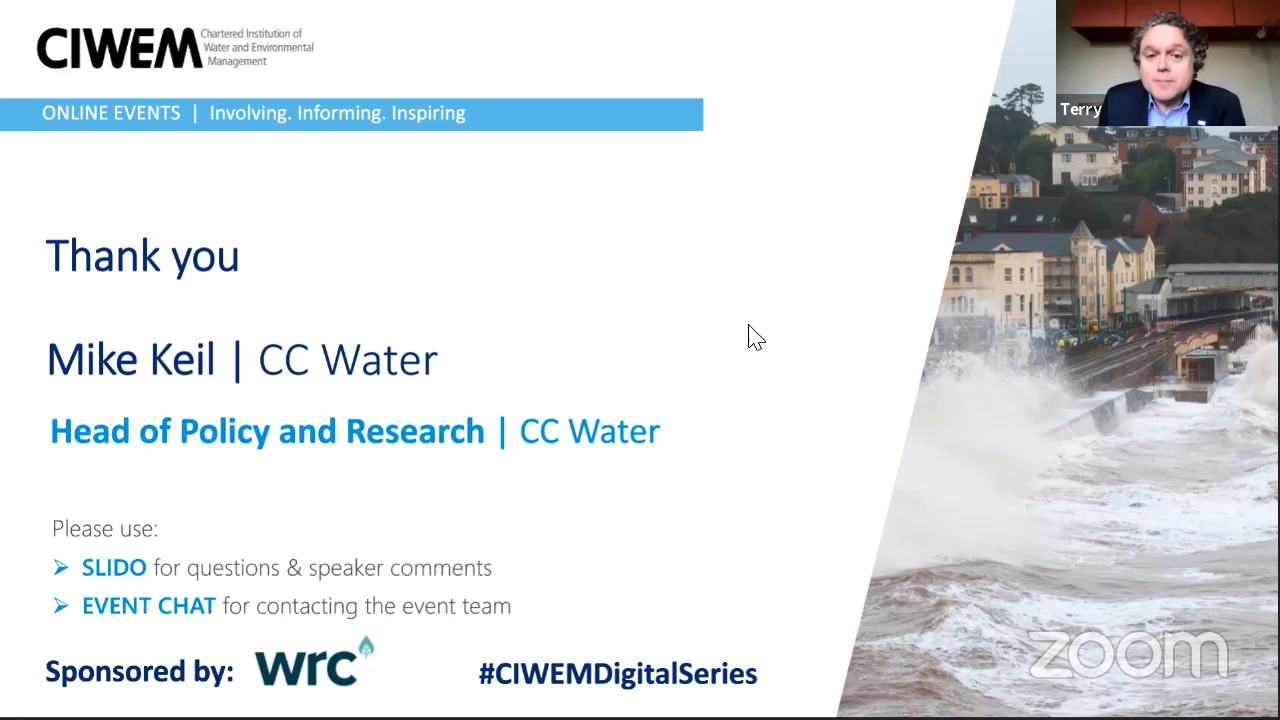 CIWEM
Chartered Institution of
Water and Environmental
Management
Terry
ONLINE EVENTS | Involving. Informing. Inspiring
Thank you
Mike Keil | CC Water
Head of Policy and Research | CC Water
Please use:
SLIDO for questions & speaker comments
EVENT CHAT for contacting the event team
Sponsored by: wrc #CIWEMDigitalSeries
zoom